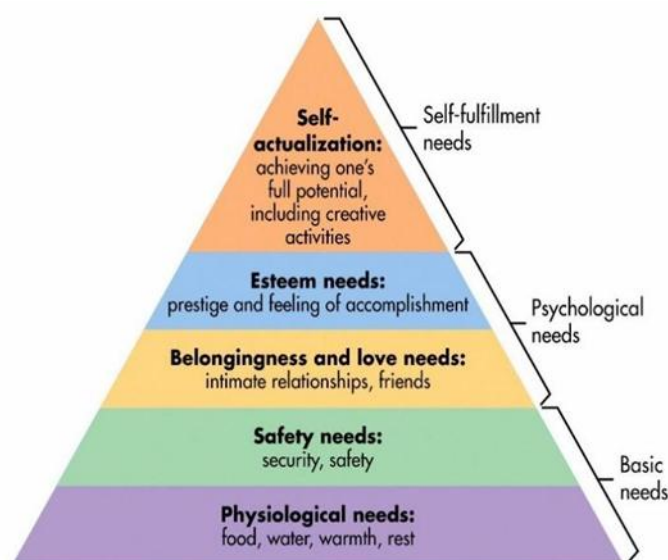 Self-
actualization:
achieving one's
full potential,
including creative
activities
Self-fulfillment
needs
Esteem needs:
prestige and feeling of accomplishment
Psychological
needs
Belongingness and love needs:
intimate relationships, friends
Safety needs:
security, safety
Basic
needs
Physiological needs:
food, water, warmth, rest